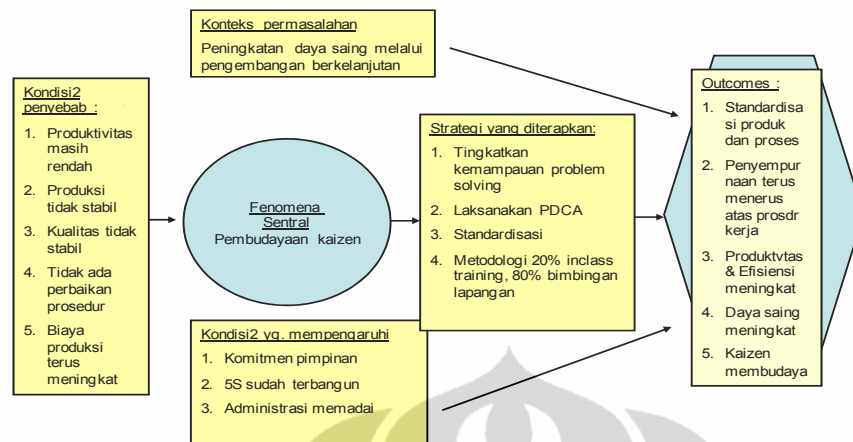 Konteks permasalahan
Peningkatan daya saing melalui
pengembangan berkelanjutan
Kondisi2
penyebab :
1. Produktivitas
masih
rendah
2. Produksi
tidak stabil
3. Kualitas tidak
stabil
4. Tidak ada
perbaikan
prosedur
5. Biaya
produksi
terus
meningkat
Fenomena
Sentral
Pembudayaan kaizen
Strategi yang diterapkan:
1. Tingkatkan
kemampauan problem
solving
2. Laksanakan PDCA
3. Standardisasi
4. Metodologi 20% inclass
training, 80% bimbingan
lapangan
Kondisi2 yg. mempengaruhi
1. Komitmen pimpinan
2. 5S sudah terbangun
3. Administrasi memadai
Outcomes :
1. Standardisa
si produk
dan proses
2. Penyempur
naan terus
menerus
atas prosdr
kerja
3. Produktvtas
& Efisiensi
meningkat
4. Daya saing
meningkat
5. Kaizen
membudaya